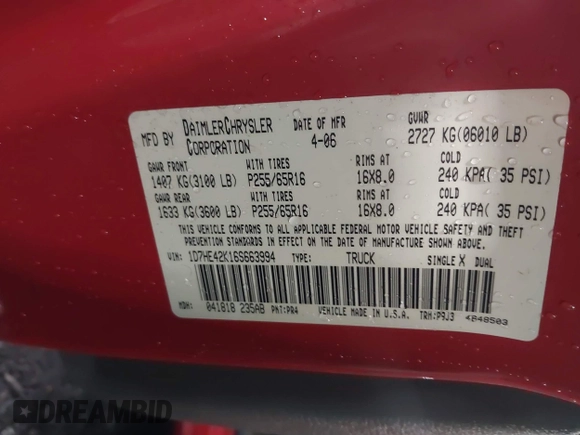 MFD BY DAIMLERCHRYSLER CORPORATION DATE OF MFR 4-06 GVWR 2727 KG(06010 LB)
GAWR FRONT WITH TIRES RIMS AT COLD
1407 KG(3100 LB) P255/65R16 16X8.0 240 KPA( 35 PSI)
GAWR REAR WITH TIRES RIMS AT COLD
1633 KG(3600 LB) P255/65R16 16X8.0 240 KPA( 35 PSI)
THIS VEHICLE CONFORMS TO ALL APPLICABLE FEDERAL MOTOR VEHICLE SAFETY AND THEFT
PREVENTION STANDARDS IN EFFECT ON THE DATE OF MANUFACTURE SHOWN ABOVE.
VIN: 1D7HE42K16S663994 TYPE: TRUCK SINGLE X DUAL
MDH: 041818 235AB PNT:PR4 VEHICLE MADE IN U.S.A. TRM:P9J3 4B48503
DREAMBID